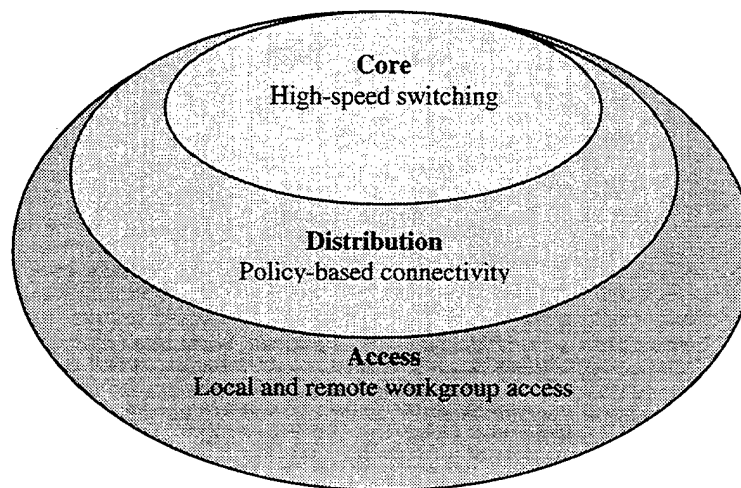 Core
High-speed switching
Distribution
Policy-based connectivity
Access
Local and remote workgroup access